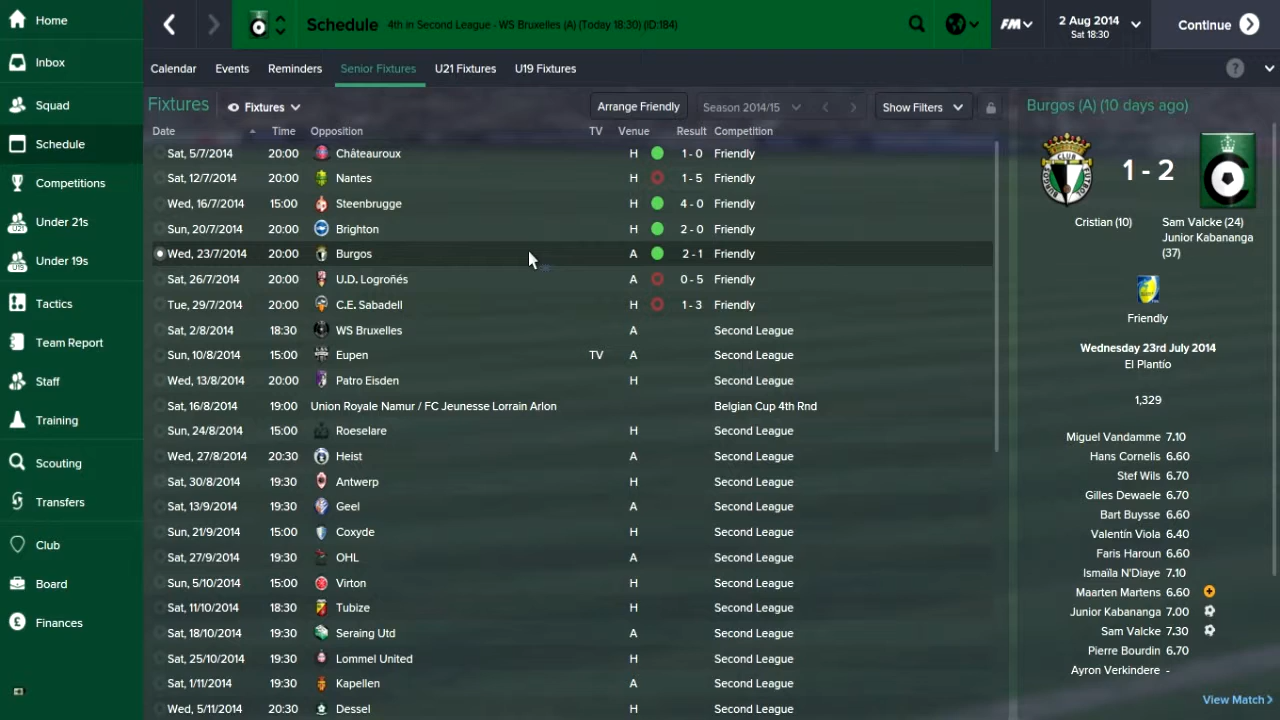 Home
Inbox
Squad
Schedule
Competitions
Under 21s
Under 19s
Tactics
Team Report
Staff
Training
Scouting
Transfers
Club
Board
Finances
Schedule 4th in Second League - WS Bruxelles (A) (Today 18:30) (ID:184)
FM
2 Aug 2014
Sat 18:30
Continue
Calendar Events Reminders Senior Fixtures U21 Fixtures U19 Fixtures
Fixtures Fixtures Arrange Friendly Season 2014/15 Show Filters
Date Time Opposition TV Venue Result Competition
Sat, 5/7/2014 20:00 Châteauroux H 1 - 0 Friendly
Sat, 12/7/2014 20:00 Nantes H 1 - 5 Friendly
Wed, 16/7/2014 15:00 Steenbrugge H 4 - 0 Friendly
Sun, 20/7/2014 20:00 Brighton H 2 - 0 Friendly
Wed, 23/7/2014 20:00 Burgos A 2 - 1 Friendly
Sat, 26/7/2014 20:00 U.D. Logroñés A 0 - 5 Friendly
Tue, 29/7/2014 20:00 C.E. Sabadell H 1 - 3 Friendly
Sat, 2/8/2014 18:30 WS Bruxelles A Second League
Sun, 10/8/2014 15:00 Eupen TV A Second League
Wed, 13/8/2014 20:00 Patro Eisden H Second League
Sat, 16/8/2014 19:00 Union Royale Namur / FC Jeunesse Lorrain Arlon Belgian Cup 4th Rnd
Sun, 24/8/2014 15:00 Roeselare H Second League
Wed, 27/8/2014 20:30 Heist A Second League
Sat, 30/8/2014 19:30 Antwerp H Second League
Sat, 13/9/2014 19:30 Geel A Second League
Sun, 21/9/2014 15:00 Coxyde H Second League
Sat, 27/9/2014 19:30 OHL A Second League
Sun, 5/10/2014 15:00 Virton H Second League
Sat, 11/10/2014 18:30 Tubize H Second League
Sat, 18/10/2014 19:30 Seraing Utd A Second League
Sat, 25/10/2014 19:30 Lommel United H Second League
Sat, 1/11/2014 19:30 Kapellen A Second League
Wed, 5/11/2014 20:30 Dessel H Second League
Burgos (A) (10 days ago)
1 - 2
Cristian (10) Sam Valcke (24)
Junior Kabananga
(37)
Friendly
Wednesday 23rd July 2014
El Plantío
1,329
Miguel Vandamme 7.10
Hans Cornelis 6.60
Stef Wils 6.70
Gilles Dewaele 6.70
Bart Buysse 6.60
Valentín Viola 6.40
Faris Haroun 6.60
Ismaïla N'Diaye 7.10
Maarten Martens 6.60
Junior Kabananga 7.00
Sam Valcke 7.30
Pierre Bourdin 6.70
Ayron Verkindere -
View Match